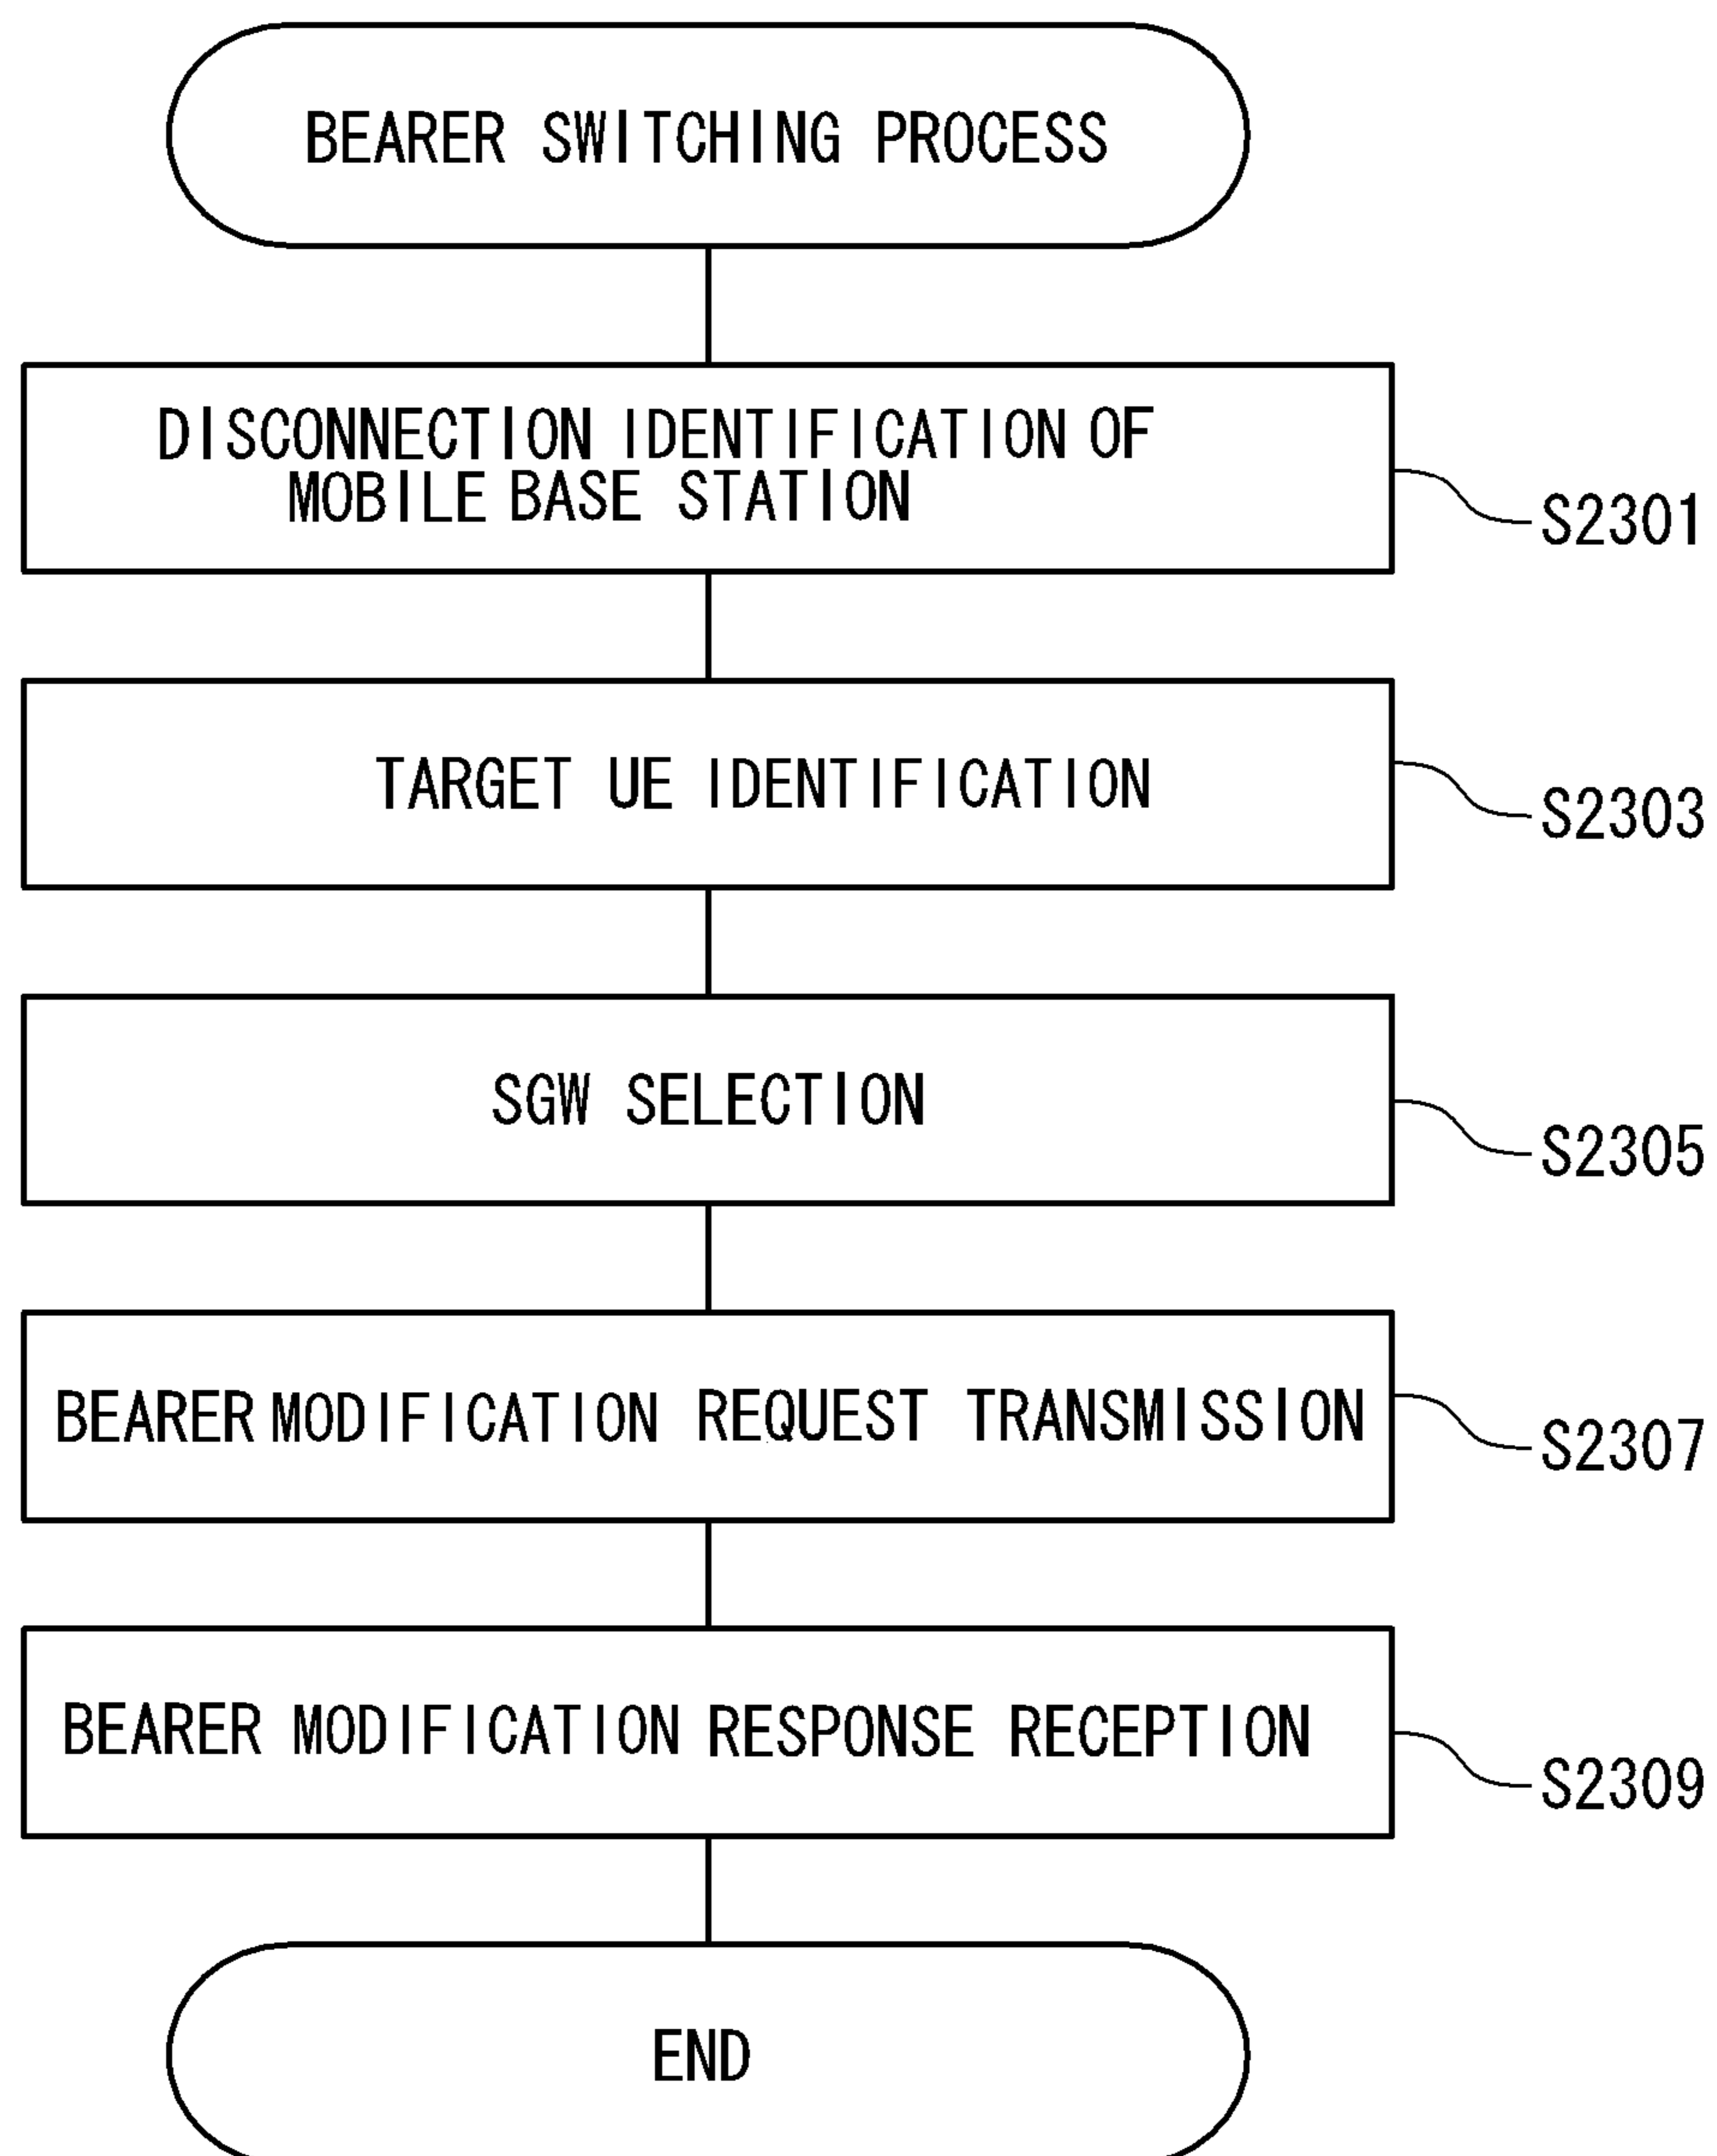 BEARER SWITCHING PROCESS
DISCONNECTION IDENTIFICATION OF
MOBILE BASE STATION
S2301
TARGET UE IDENTIFICATION
S2303
SGW SELECTION
S2305
BEARER MODIFICATION REQUEST TRANSMISSION
S2307
BEARER MODIFICATION RESPONSE RECEPTION
S2309
END